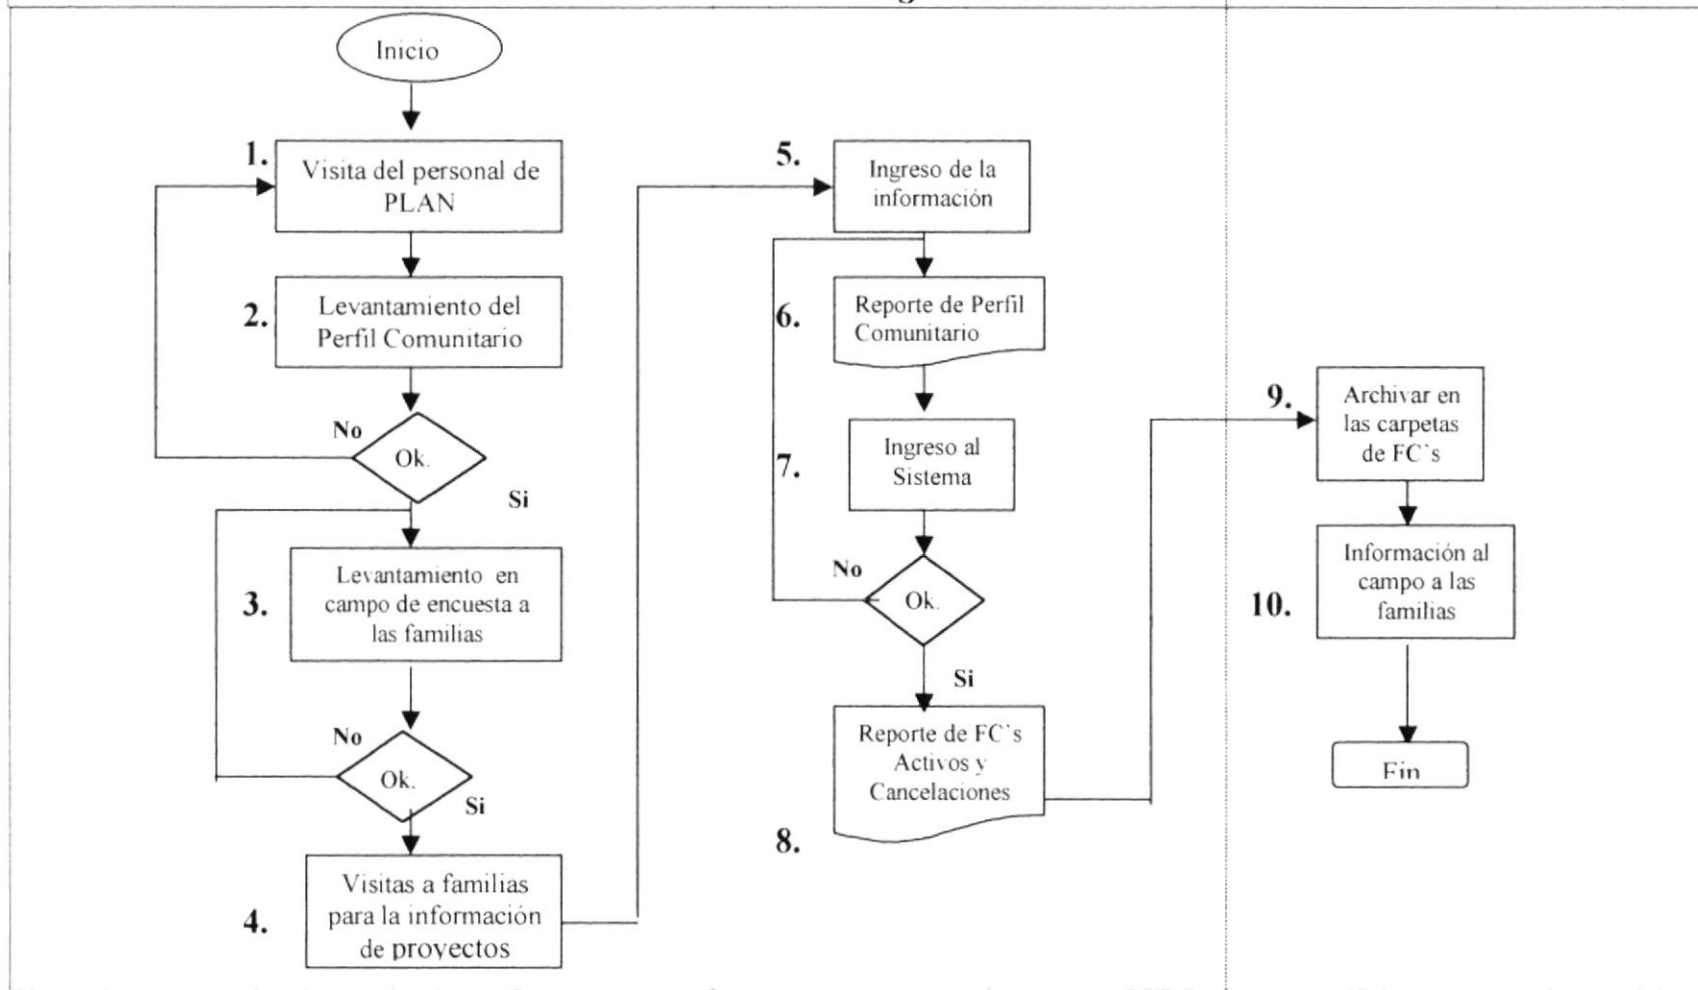 Inicio
1.
Visita del personal de
PLAN
2.
Levantamiento del
Perfil Comunitario
No
Ok.
Si
3.
Levantamiento en
campo de encuesta a
las familias
No
Ok.
Si
4.
Visitas a familias
para la información
de proyectos
5.
Ingreso de la
información
6.
Reporte de Perfil
Comunitario
7.
Ingreso al
Sistema
No
Ok.
Si
8.
Reporte de FC`s
Activos y
Cancelaciones
9.
Archivar en
las carpetas
de FC`s
10.
Información al
campo a las
familias
Fin